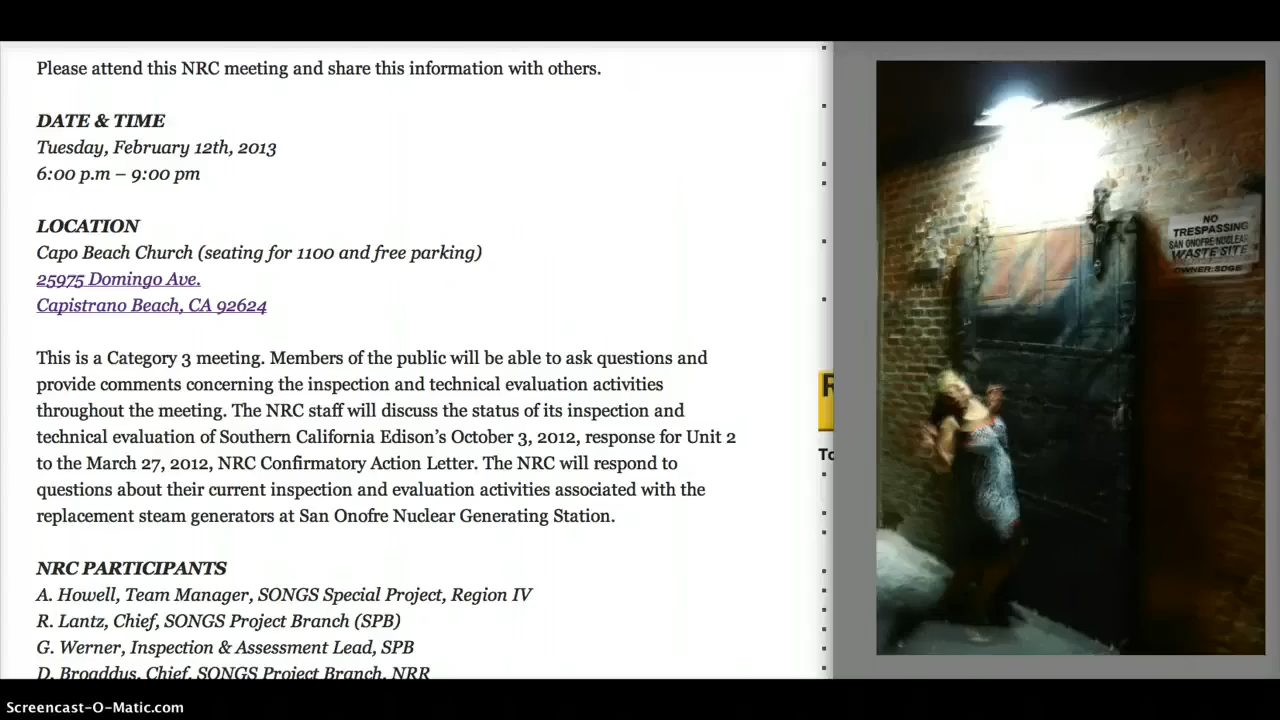 Please attend this NRC meeting and share this information with others.
DATE & TIME
Tuesday, February 12th, 2013
6:00 p.m – 9:00 pm
LOCATION
Capo Beach Church (seating for 1100 and free parking)
25975 Domingo Ave.
Capistrano Beach, CA 92624
This is a Category 3 meeting. Members of the public will be able to ask questions and
provide comments concerning the inspection and technical evaluation activities
throughout the meeting. The NRC staff will discuss the status of its inspection and
technical evaluation of Southern California Edison’s October 3, 2012, response for Unit 2
to the March 27, 2012, NRC Confirmatory Action Letter. The NRC will respond to
questions about their current inspection and evaluation activities associated with the
replacement steam generators at San Onofre Nuclear Generating Station.
NRC PARTICIPANTS
A. Howell, Team Manager, SONGS Special Project, Region IV
R. Lantz, Chief, SONGS Project Branch (SPB)
G. Werner, Inspection & Assessment Lead, SPB
D. Broaddus, Chief, SONGS Project Branch, NRR
R
To
NO
TRESPASSING
SAN ONOFRE NUCLEAR
WASTE SITE
OWNER: SDGE
Screencast-O-Matic.com